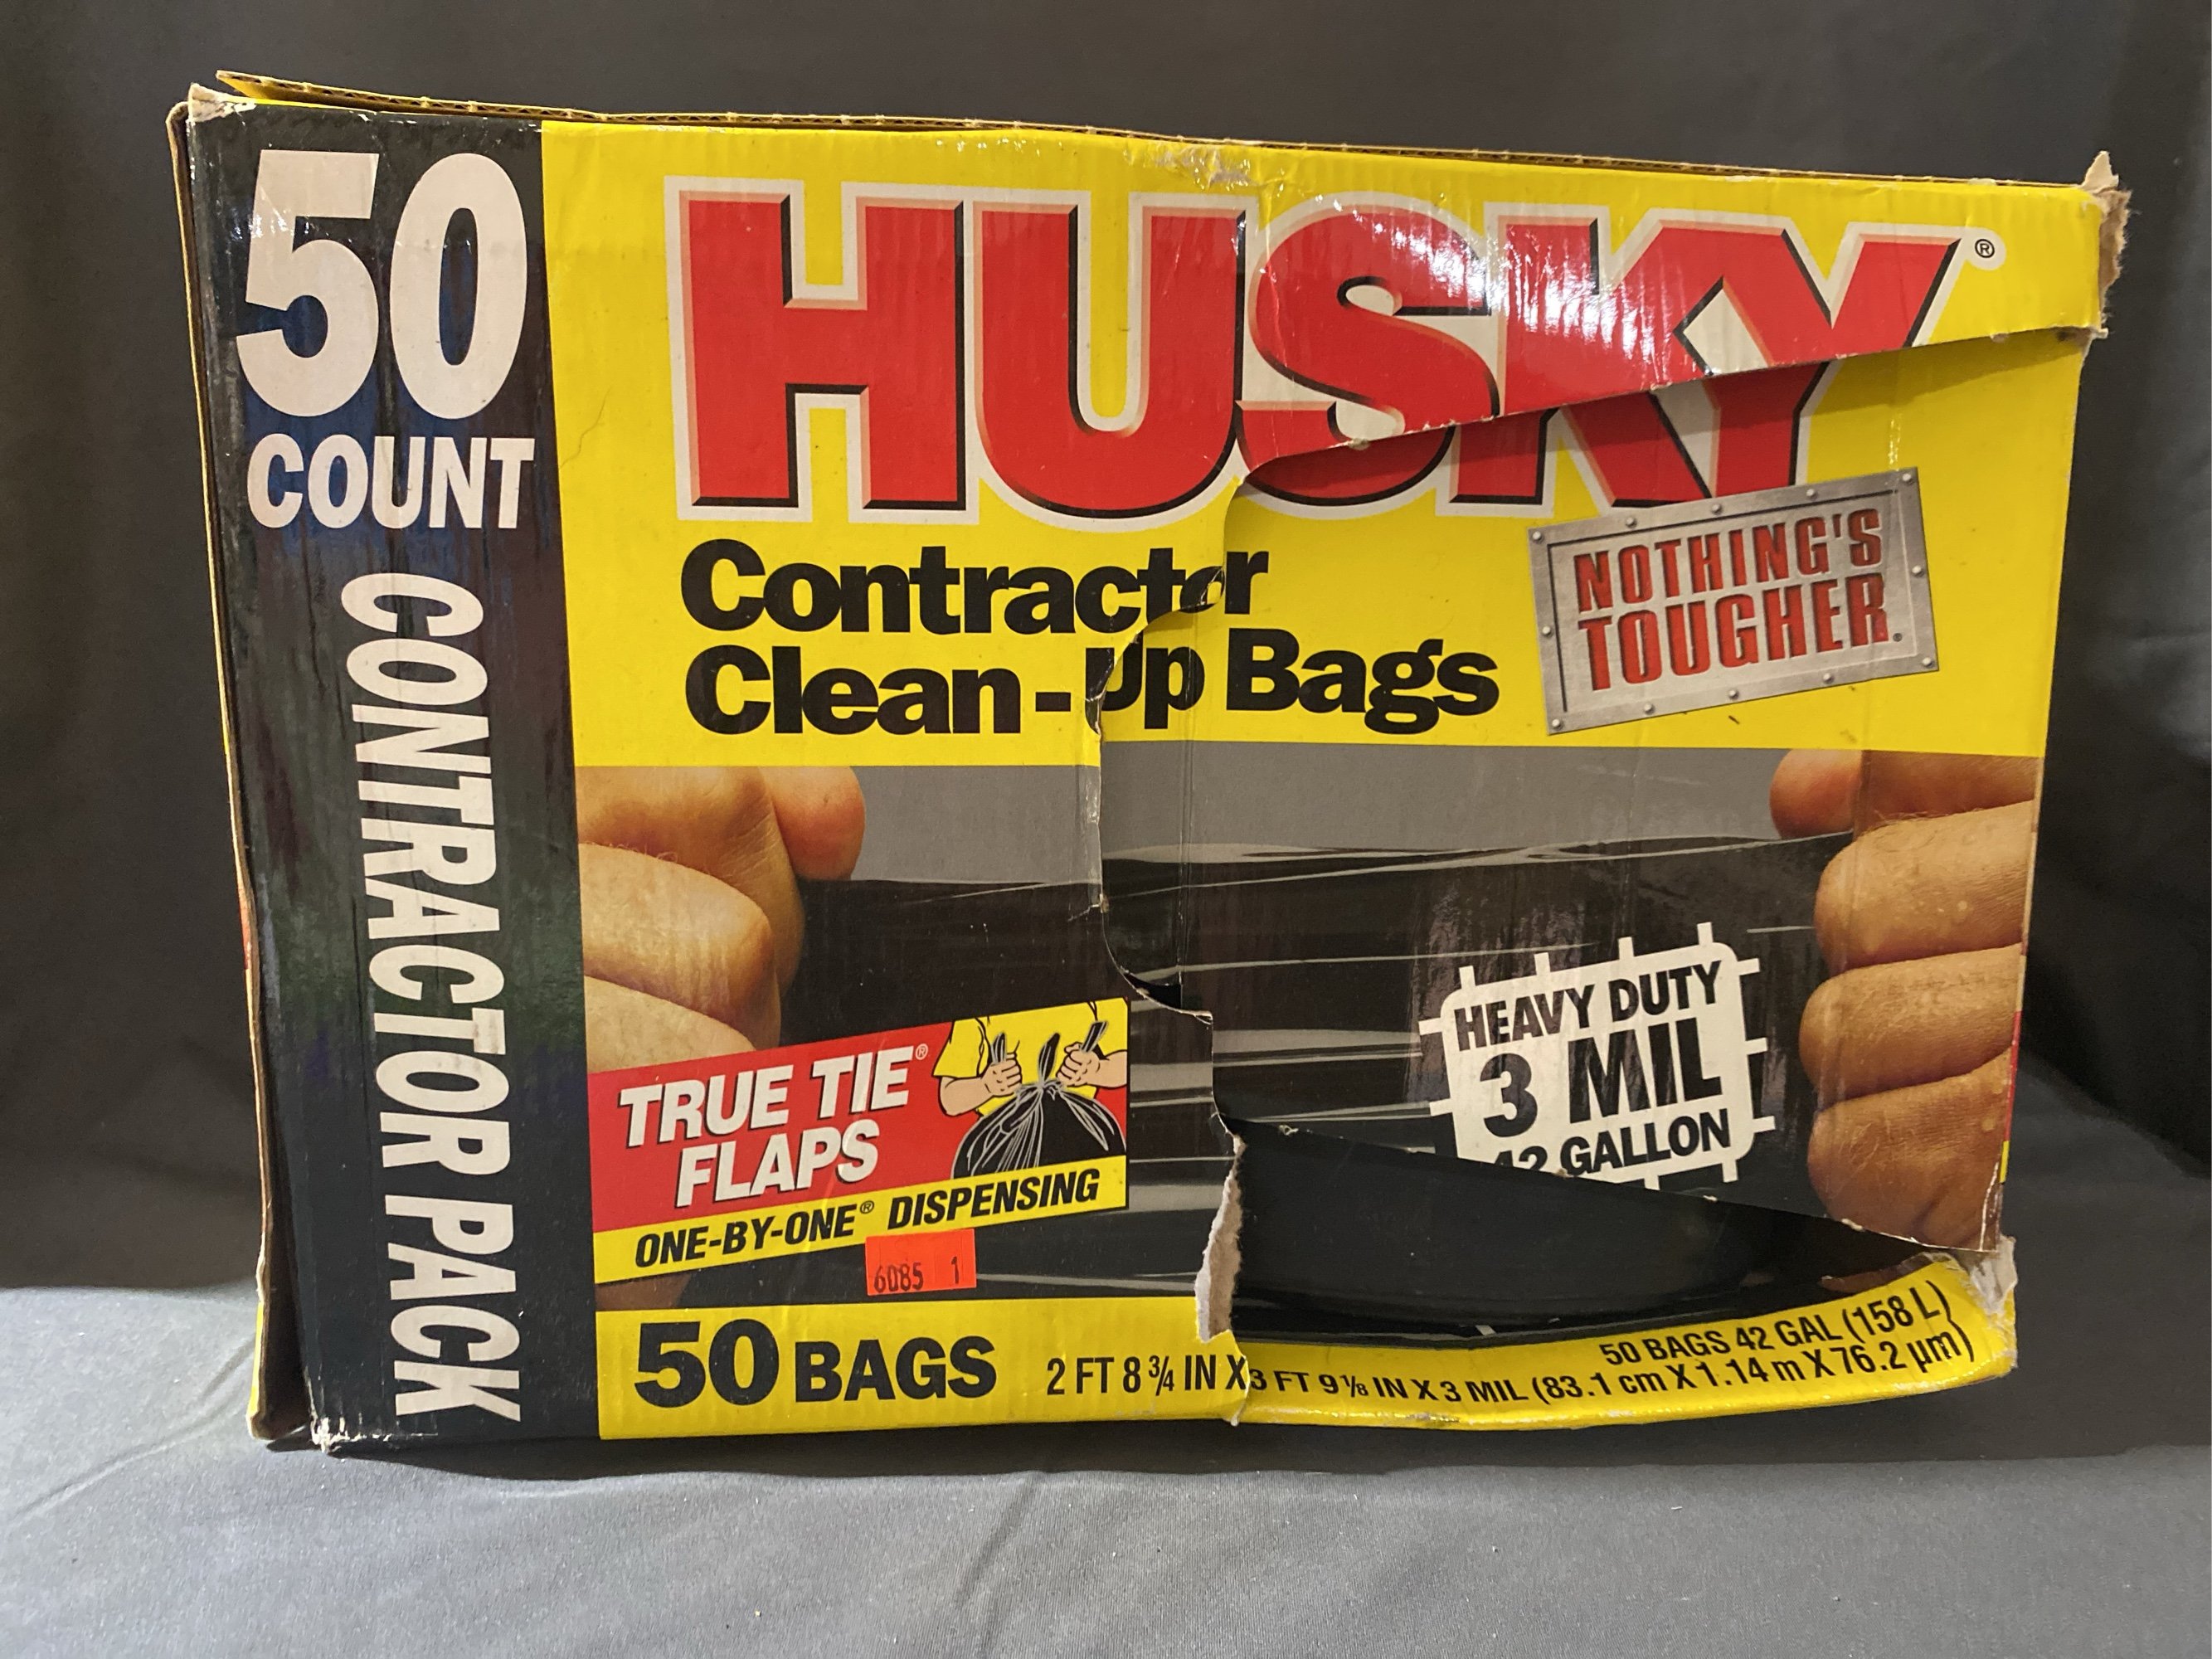 50
COUNT
CONTRACTOR PACK
HUSKY®
Contractor
Clean-Up Bags
NOTHING'S
TOUGHER.
HEAVY DUTY
3 MIL
42 GALLON
TRUE TIE®
FLAPS
ONE-BY-ONE® DISPENSING
6085 1
50 BAGS
50 BAGS 42 GAL (158 L)
2 FT 8 3/4 IN X 3 FT 9 1/8 IN X 3 MIL (83.1 cm X 1.14 m X 76.2 µm)